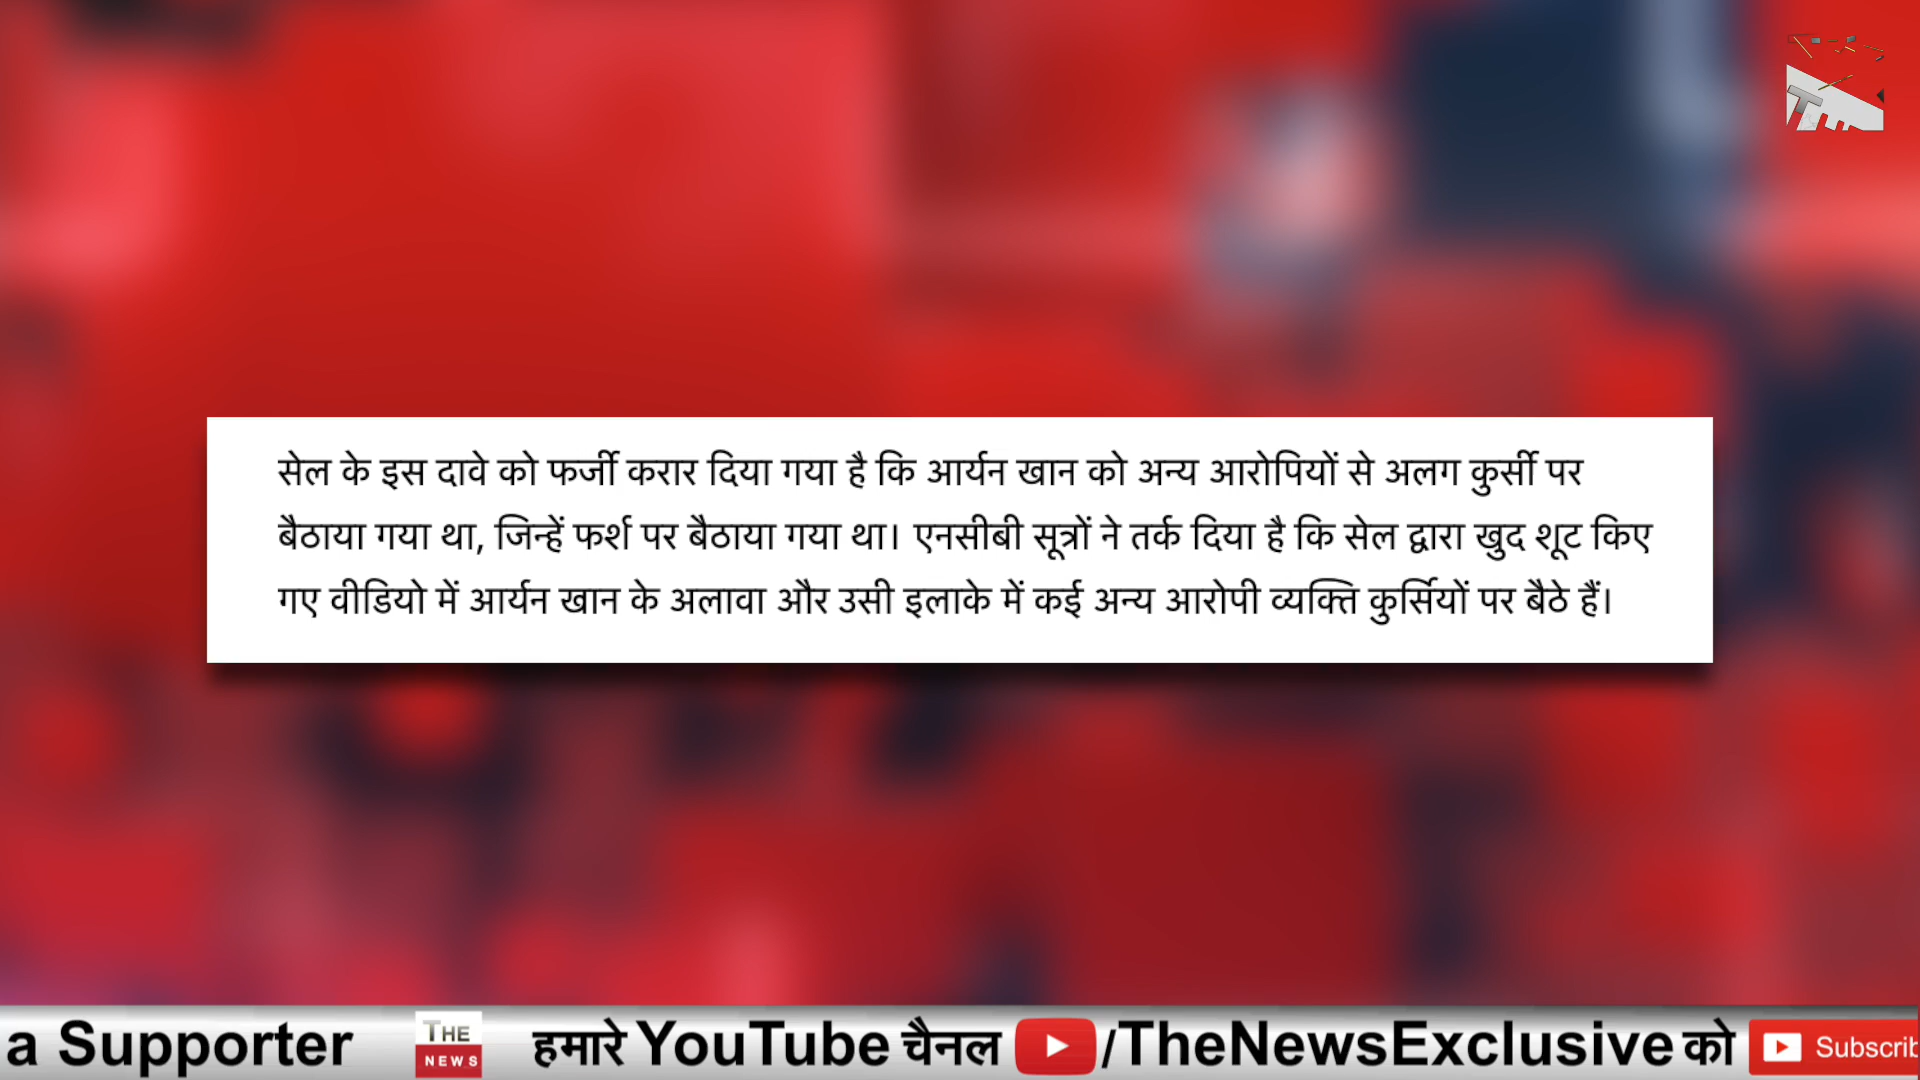 सेल के इस दावे को फर्जी करार दिया गया है कि आर्यन खान को अन्य आरोपियों से अलग कुर्सी पर
बैठाया गया था, जिन्हें फर्श पर बैठाया गया था। एनसीबी सूत्रों ने तर्क दिया है कि सेल द्वारा खुद शूट किए
गए वीडियो में आर्यन खान के अलावा और उसी इलाके में कई अन्य आरोपी व्यक्ति कुर्सियों पर बैठे हैं।
a Supporter THE NEWS हमारे YouTube चैनल /TheNewsExclusive को